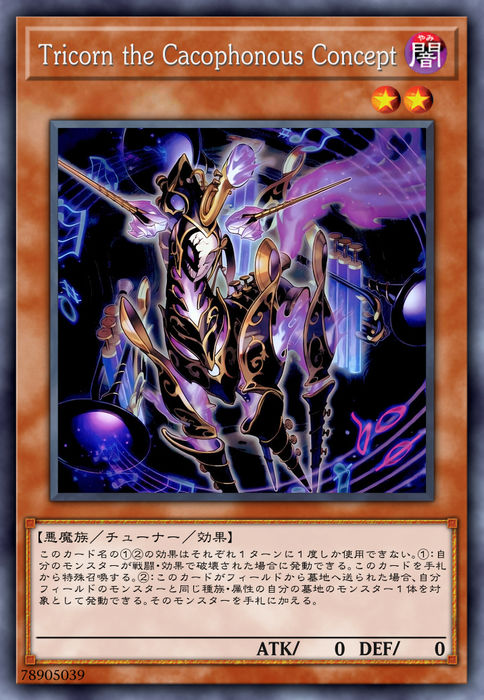 Tricorn the Cacophonous Concept
やみ
闇
【悪魔族／チューナー／効果】
このカード名の①②の効果はそれぞれ１ターンに１度しか使用できない。①：自
分のモンスターが戦闘・効果で破壊された場合に発動できる。このカードを手札
から特殊召喚する。②：このカードがフィールドから墓地へ送られた場合、自分
フィールドのモンスターと同じ種族・属性の自分の墓地のモンスター１体を対
象として発動できる。そのモンスターを手札に加える。
ATK/ 0 DEF/ 0
78905039